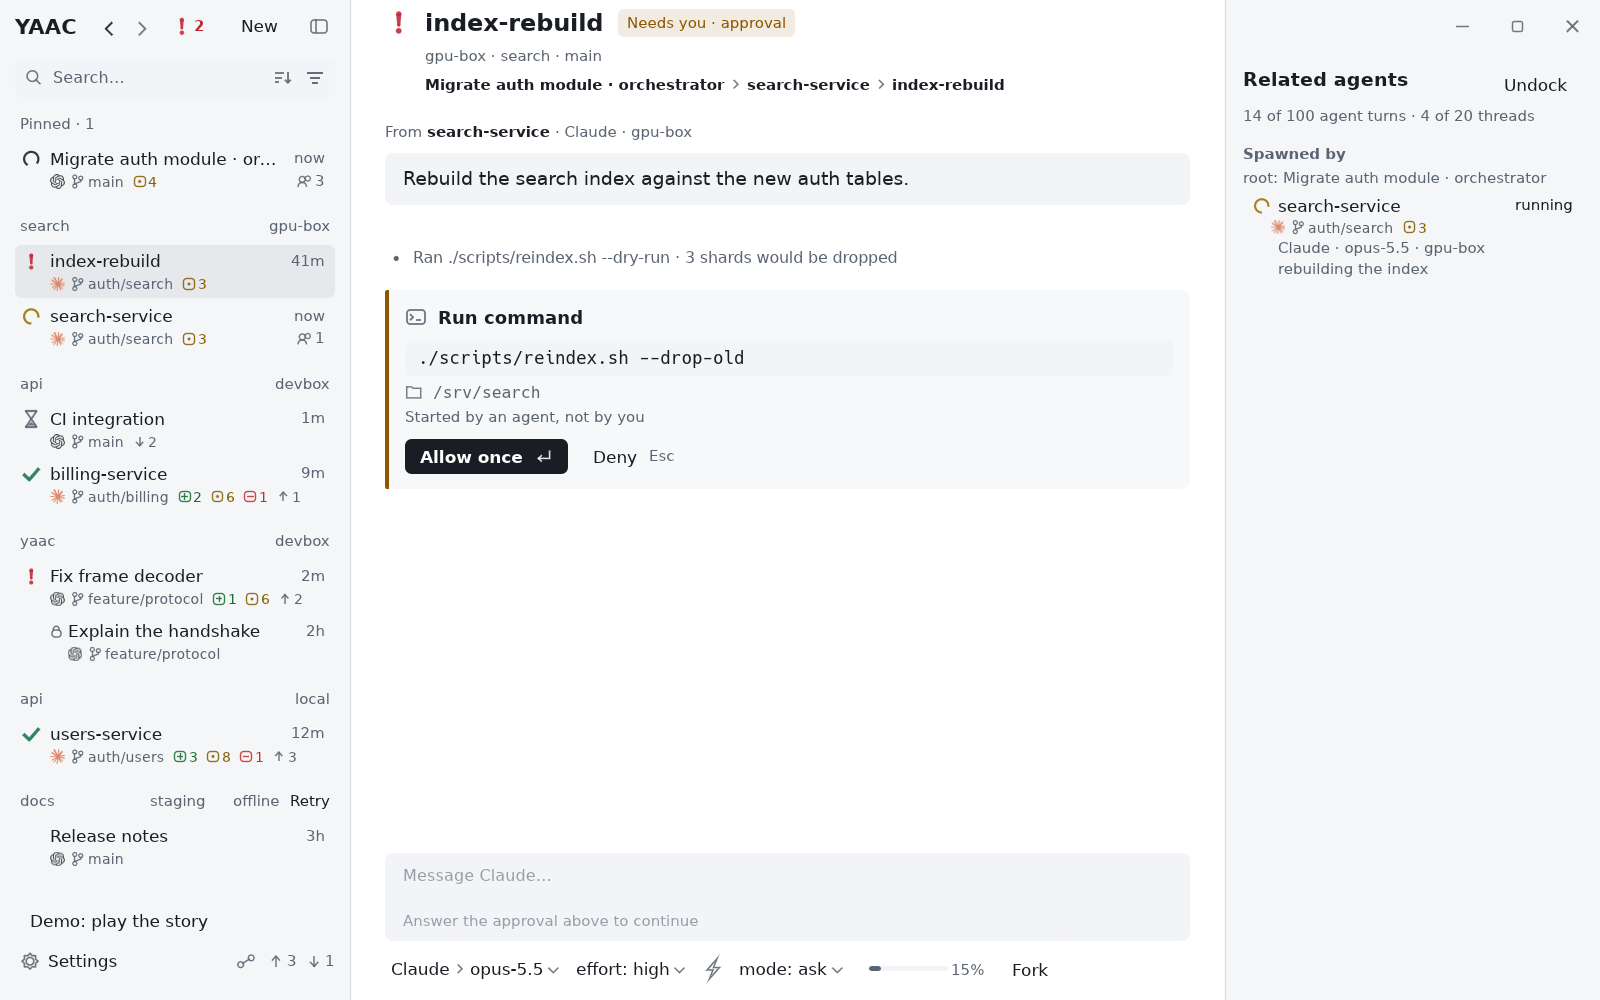 YAAC 2 New
Search...
Pinned · 1
Migrate auth module · or... now
main 4 3
search gpu-box
index-rebuild 41m
auth/search 3
search-service now
auth/search 3 1
api devbox
CI integration 1m
main 2
billing-service 9m
auth/billing 2 6 1 1
yaac devbox
Fix frame decoder 2m
feature/protocol 1 6 2
Explain the handshake 2h
feature/protocol
api local
users-service 12m
auth/users 3 8 1 3
docs staging offline Retry
Release notes 3h
main
Demo: play the story
Settings 3 1
index-rebuild Needs you · approval
gpu-box · search · main
Migrate auth module · orchestrator > search-service > index-rebuild
From search-service · Claude · gpu-box
Rebuild the search index against the new auth tables.
• Ran ./scripts/reindex.sh --dry-run · 3 shards would be dropped
Run command
./scripts/reindex.sh --drop-old
/srv/search
Started by an agent, not by you
Allow once Deny Esc
Message Claude...
Answer the approval above to continue
Claude > opus-5.5 effort: high mode: ask 15% Fork
Related agents Undock
14 of 100 agent turns · 4 of 20 threads
Spawned by
root: Migrate auth module · orchestrator
search-service running
auth/search 3
Claude · opus-5.5 · gpu-box
rebuilding the index